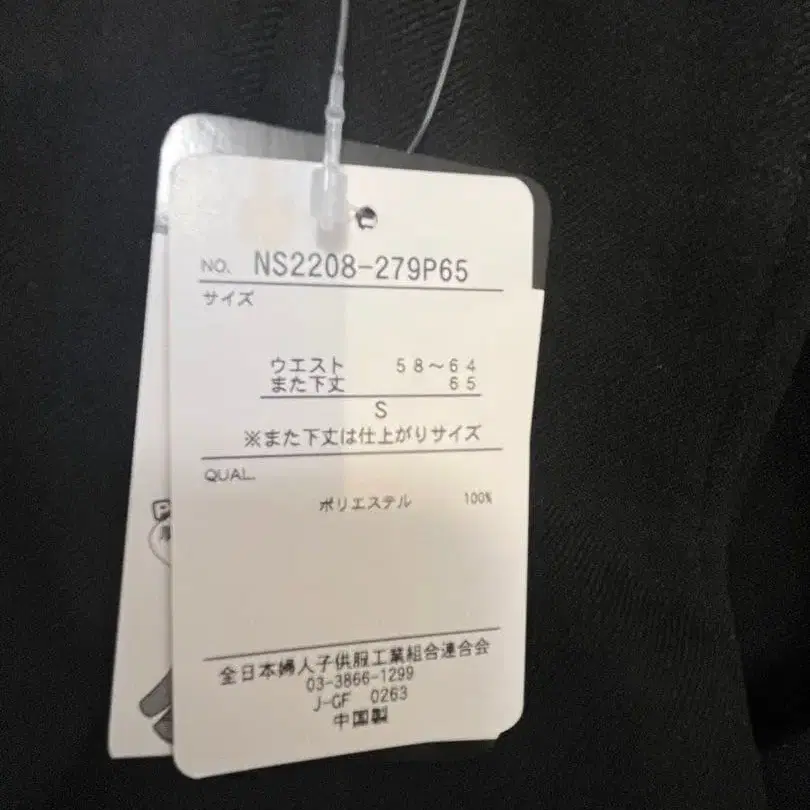 NO. NS2208-279P65
サイズ
ウエスト 58～64
また下丈 65
S
※また下丈は仕上がりサイズ
QUAL.
ポリエステル 100%
全日本婦人子供服工業組合連合会
03-3866-1299
J-GF 0263
中国製
P